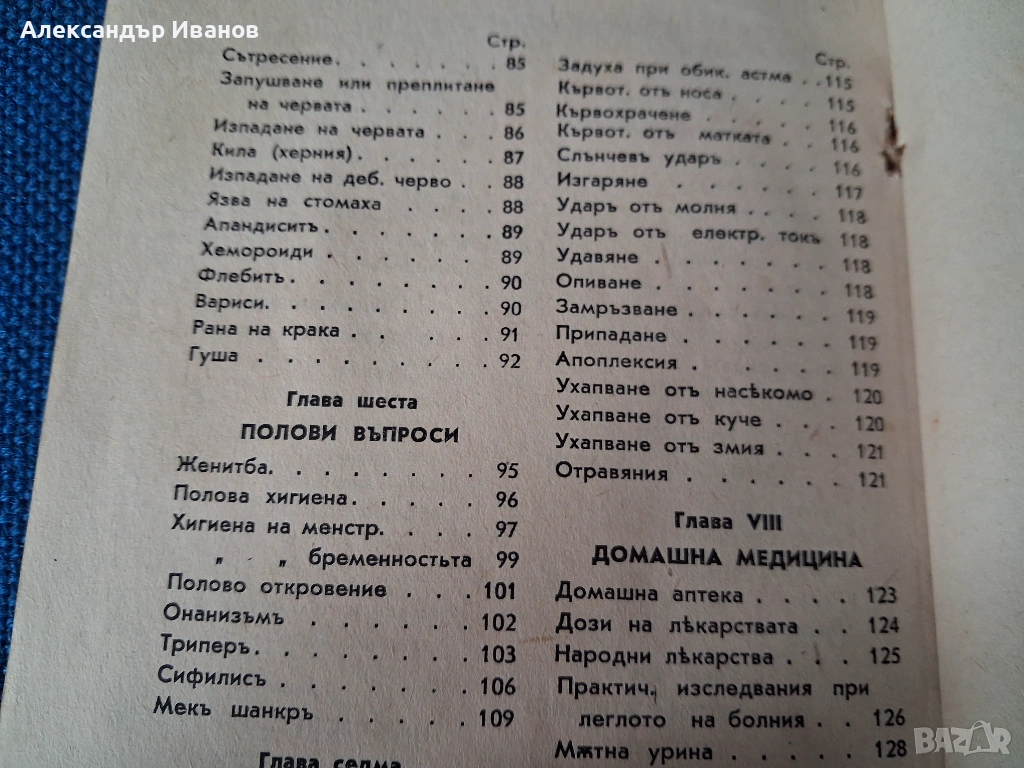 Александър Иванов
Стр.
Сътресение. . . . . . . 85
Запушване или преплитане
на червата . . . . . . 85
Изпадане на червата . . . 86
Кила (херния). . . . . . 87
Изпадане на деб. черво . . 88
Язва на стомаха . . . . 88
Апандиситъ. . . . . . . 89
Хемороиди . . . . . . . 89
Флебитъ. . . . . . . . 90
Вариси. . . . . . . . . 90
Рана на крака . . . . . 91
Гуша . . . . . . . . . 92
Глава шеста
ПОЛОВИ ВЪПРОСИ
Женитба. . . . . . . . 95
Полова хигиена. . . . . 96
Хигиена на менстр. . . . . 97
„ „ бременностьта 99
Полово откровение . . . 101
Онанизъмъ . . . . . . 102
Триперъ. . . . . . . . 103
Сифилисъ . . . . . . . 106
Мекъ шанкръ . . . . . 109
Глава седма
Стр.
Задуха при обик. астма . . 115
Кървот. отъ носа . . . . 115
Кървохрачене . . . . . 116
Кървот. отъ матката . . 116
Слънчевъ ударъ . . . . 116
Изгаряне . . . . . . 117
Ударъ отъ молния . . . . 118
Ударъ отъ електр. токъ 118
Удавяне . . . . . . . 118
Опиване . . . . . . . 118
Замръзване . . . . . . 119
Припадане . . . . . . 119
Апоплексия . . . . . . 119
Ухапване отъ насѣкомо . 120
Ухапване отъ куче . . . 120
Ухапване отъ змия . . . 121
Отравяния . . . . . . 121
Глава VIII
ДОМАШНА МЕДИЦИНА
Домашна аптека . . . . 123
Дози на лѣкарствата . . 124
Народни лѣкарства . . . 125
Практич. изследвания при
леглото на болния . . 126
Мѫтна урина . . . . . 128
BAZAR